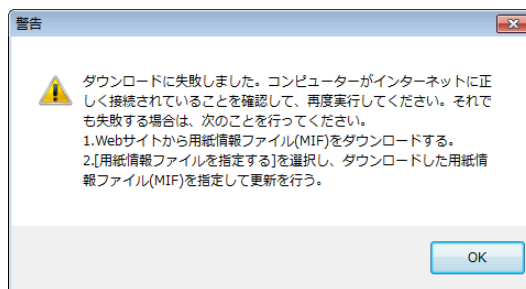 警告
ダウンロードに失敗しました。コンピューターがインターネットに正
しく接続されていることを確認して、再度実行してください。それで
も失敗する場合は、次のことを行ってください。
1.Webサイトから用紙情報ファイル(MIF)をダウンロードする。
2.[用紙情報ファイルを指定する]を選択し、ダウンロードした用紙情
報ファイル(MIF)を指定して更新を行う。
OK